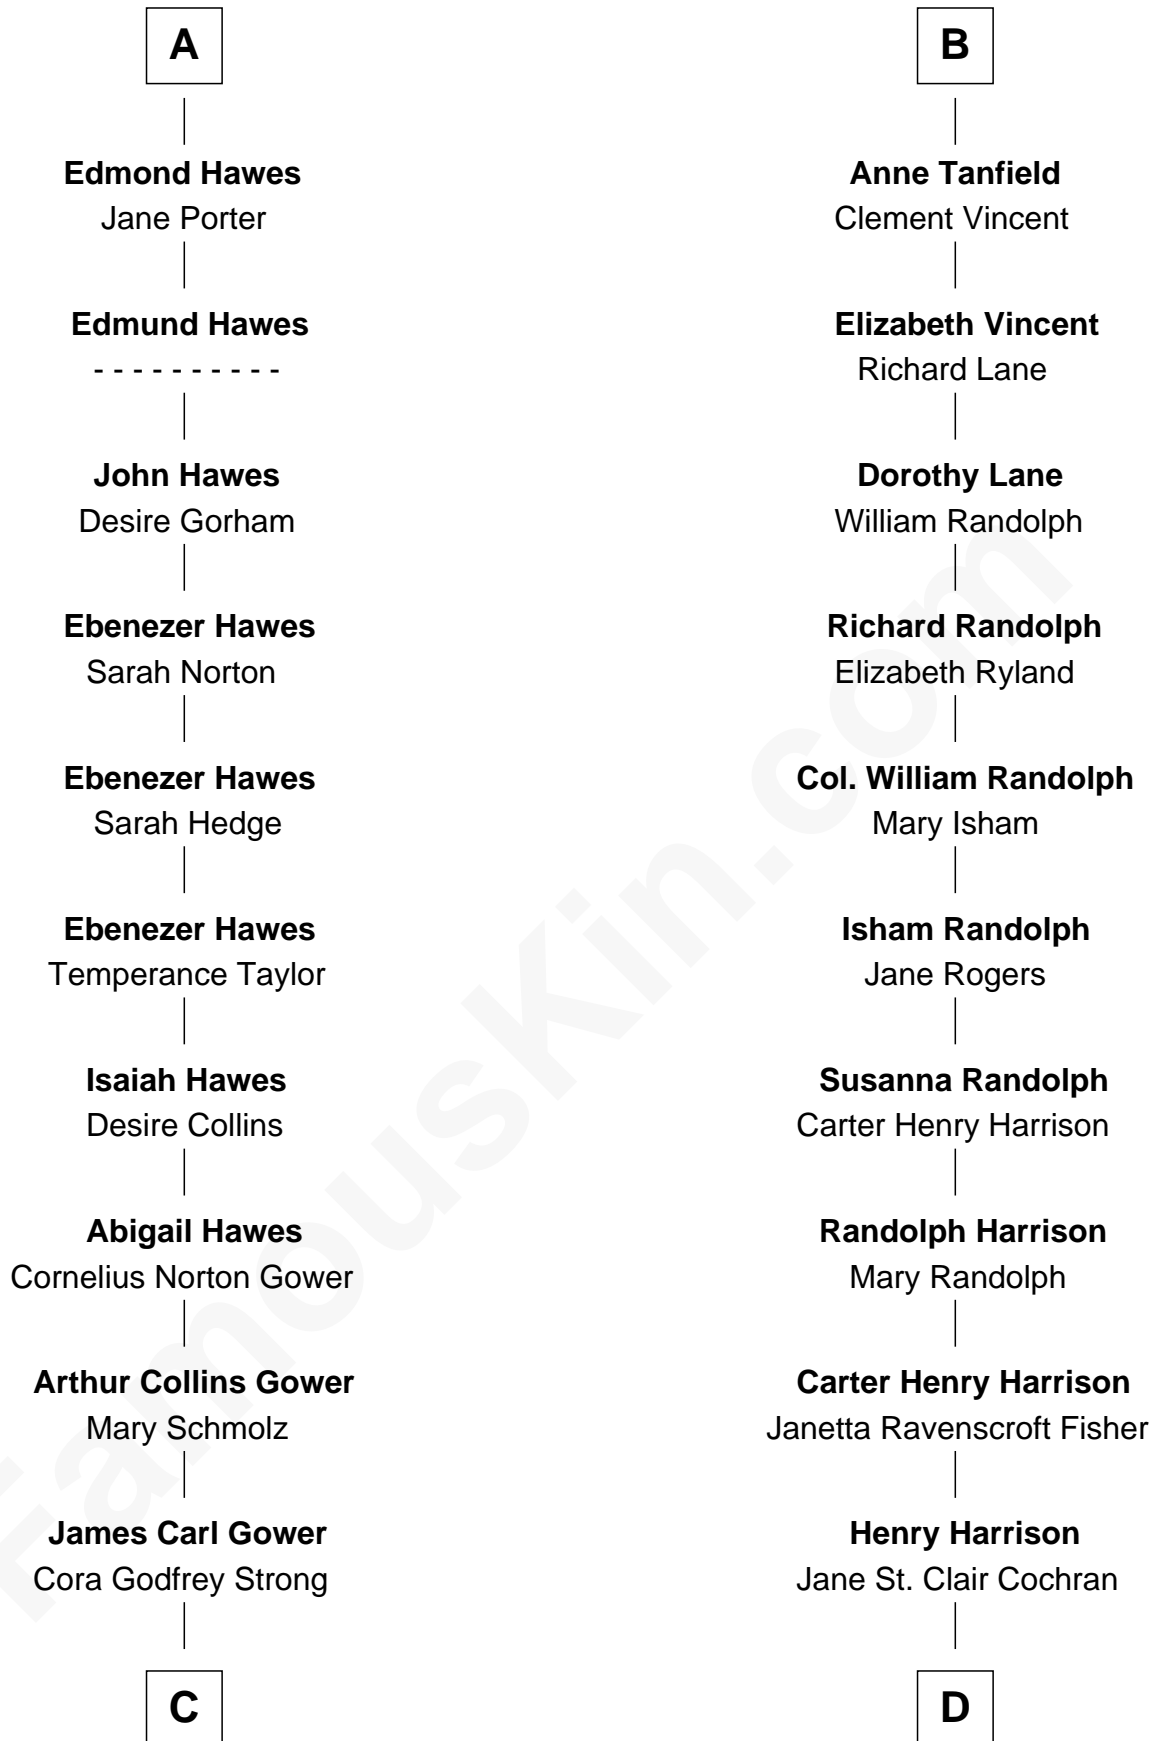 A
Edmond Hawes
Jane Porter
Edmund Hawes
- - - - - - - - - -
John Hawes
Desire Gorham
Ebenezer Hawes
Sarah Norton
Ebenezer Hawes
Sarah Hedge
Ebenezer Hawes
Temperance Taylor
Isaiah Hawes
Desire Collins
Abigail Hawes
Cornelius Norton Gower
Arthur Collins Gower
Mary Schmolz
James Carl Gower
Cora Godfrey Strong
C
B
Anne Tanfield
Clement Vincent
Elizabeth Vincent
Richard Lane
Dorothy Lane
William Randolph
Richard Randolph
Elizabeth Ryland
Col. William Randolph
Mary Isham
Isham Randolph
Jane Rogers
Susanna Randolph
Carter Henry Harrison
Randolph Harrison
Mary Randolph
Carter Henry Harrison
Janetta Ravenscroft Fisher
Henry Harrison
Jane St. Clair Cochran
D
FamousKin.com